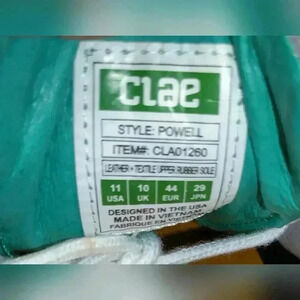 CLAE
STYLE: POWELL
ITEM#: CLA01260
LEATHER + TEXTILE UPPER RUBBER SOLE
11 10 44 29
USA UK EUR JPN
DESIGNED IN THE USA
MADE IN VIETNAM
FABRIQUE EN VIETNAM